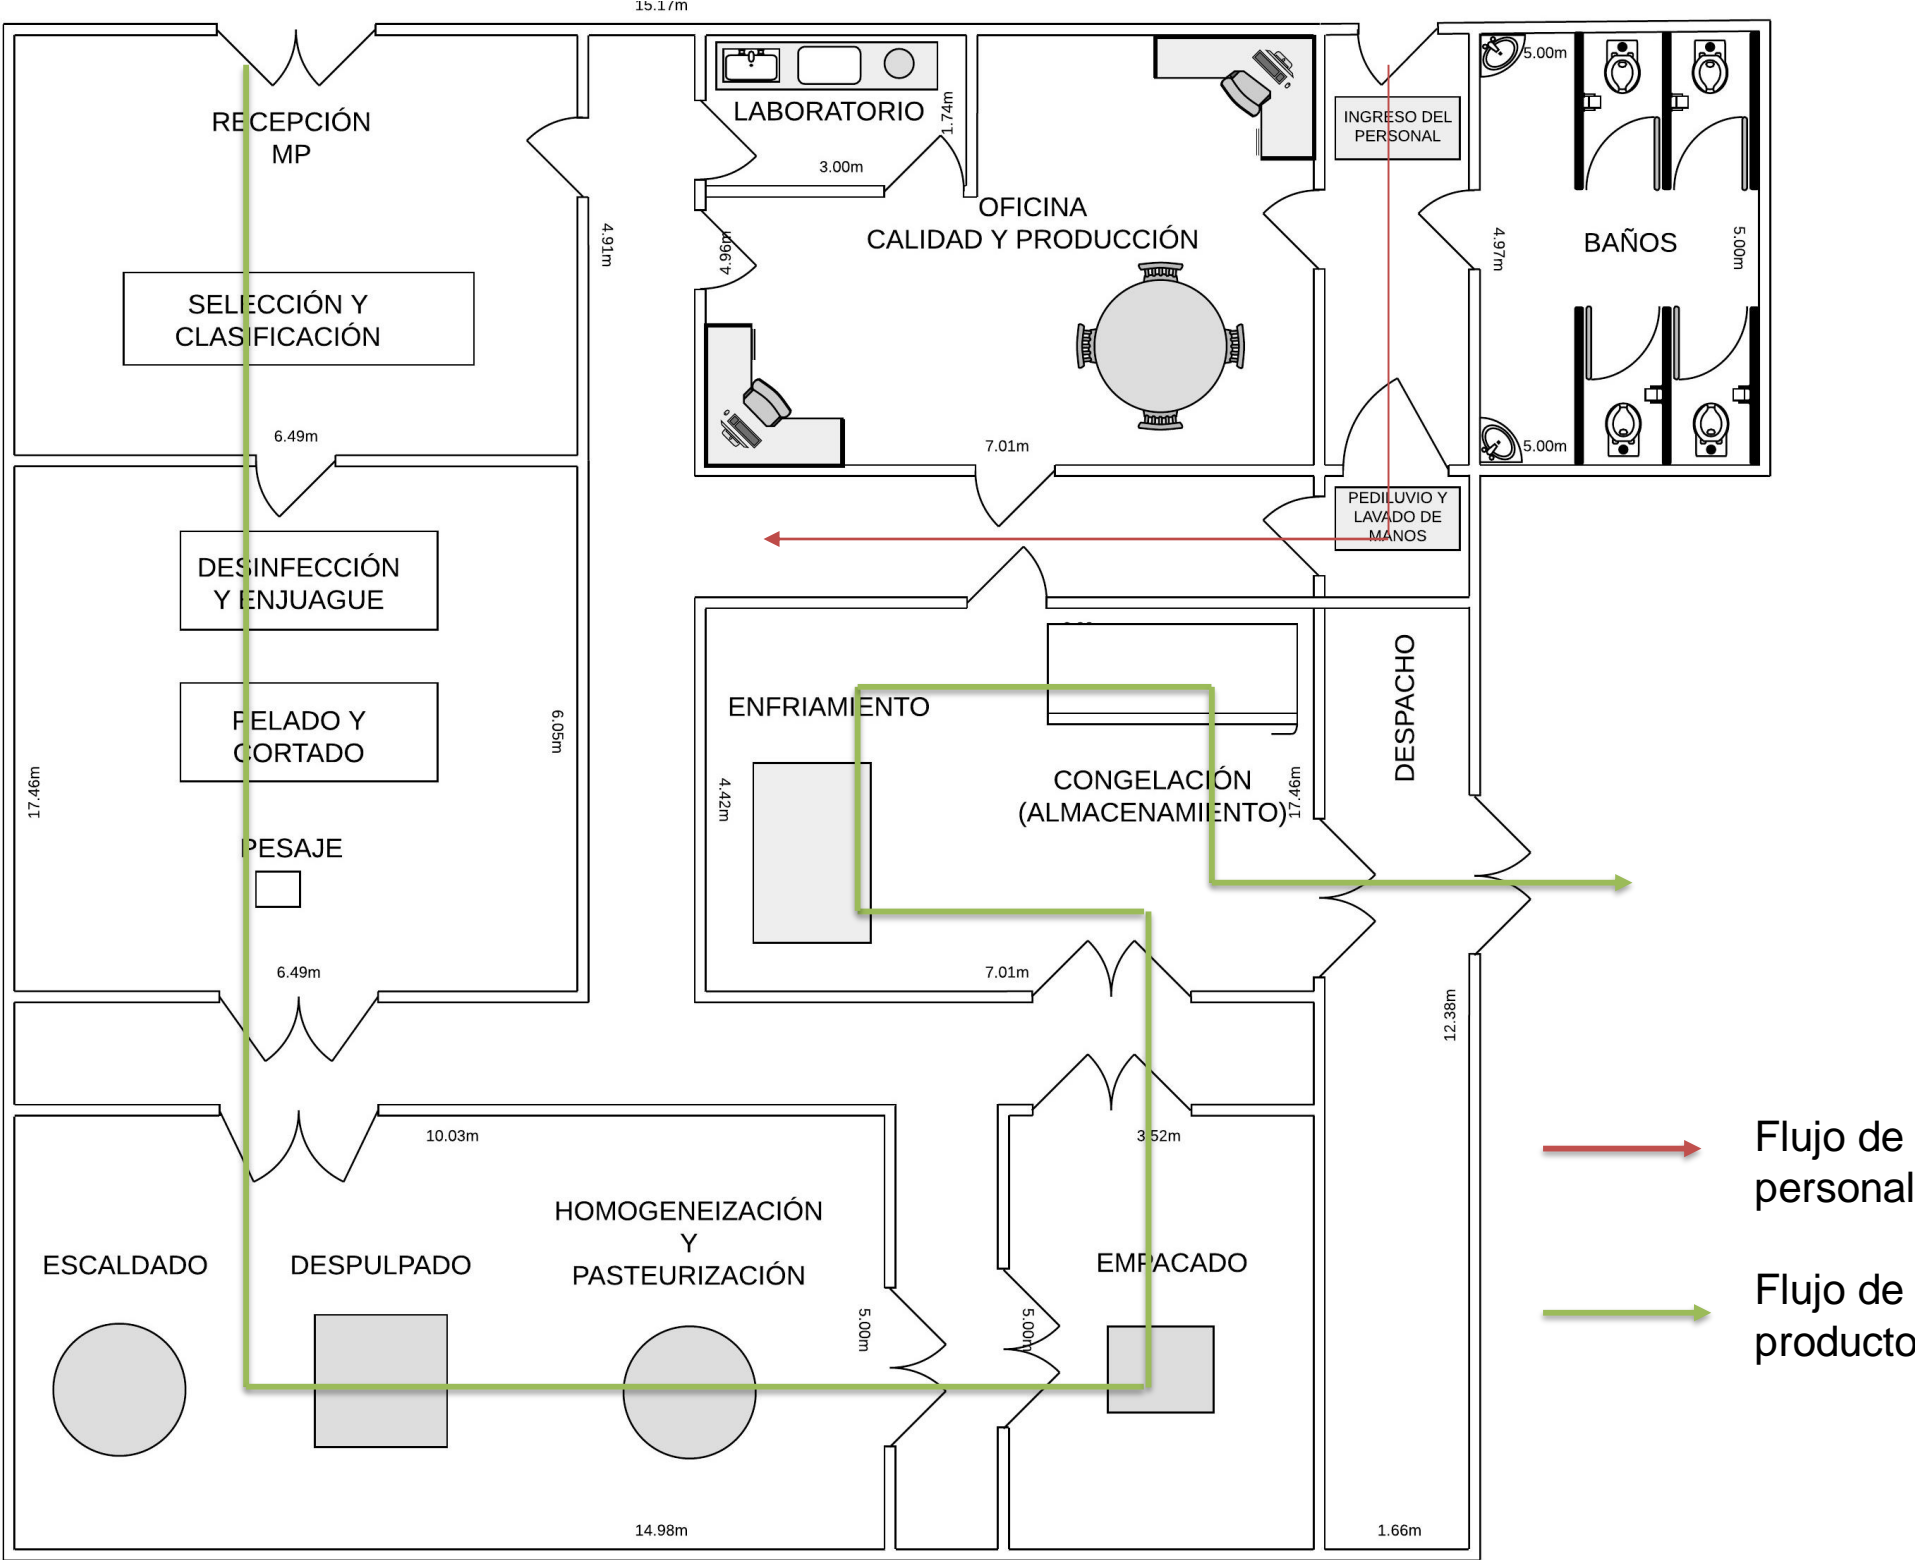 15.17m
RECEPCIÓN
MP
LABORATORIO
1.74m
3.00m
INGRESO DEL
PERSONAL
5.00m
OFICINA
CALIDAD Y PRODUCCIÓN
4.91m
4.96m
4.97m
BAÑOS
5.00m
SELECCIÓN Y
CLASIFICACIÓN
6.49m
7.01m
5.00m
PEDILUVIO Y
LAVADO DE
MANOS
DESINFECCIÓN
Y ENJUAGUE
PELADO Y
CORTADO
6.05m
17.46m
PESAJE
6.49m
ENFRIAMIENTO
4.42m
CONGELACIÓN
(ALMACENAMIENTO)
17.46m
DESPACHO
7.01m
12.38m
10.03m
3.52m
ESCALDADO
DESPULPADO
HOMOGENEIZACIÓN
Y
PASTEURIZACIÓN
5.00m
5.00m
EMPACADO
14.98m
1.66m
Flujo de
personal
Flujo de
producto